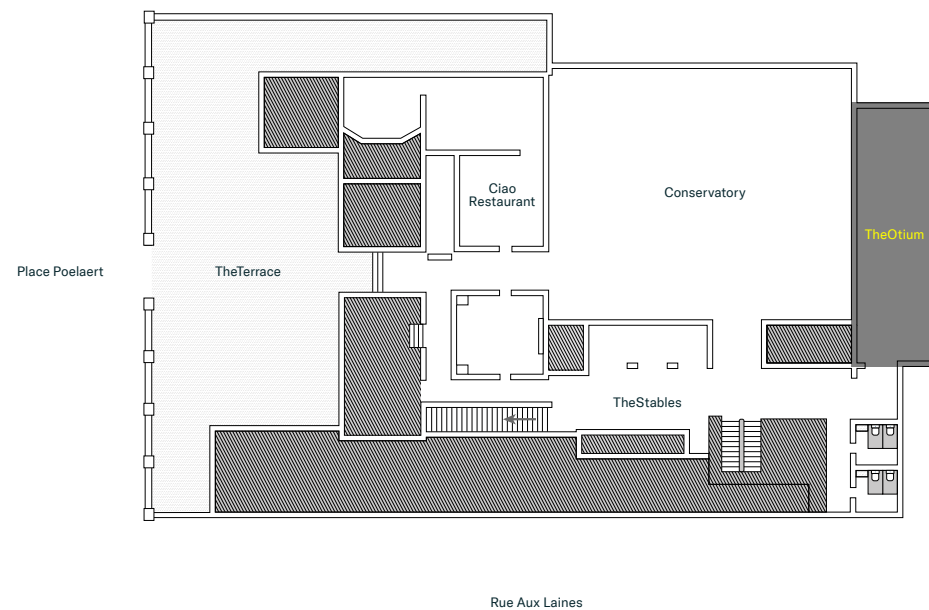 Ciao
Restaurant
Conservatory
TheOtium
Place Poelaert
TheTerrace
TheStables
Rue Aux Laines